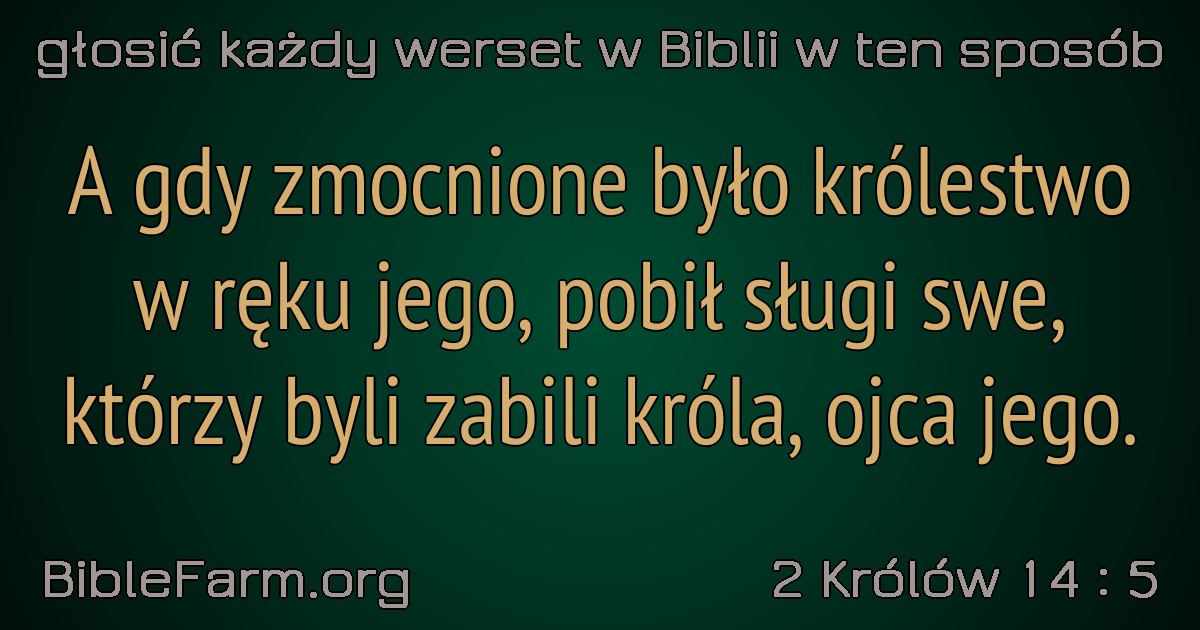 głosić każdy werset w Biblii w ten sposób
A gdy zmocnione było królestwo
w ręku jego, pobił sługi swe,
którzy byli zabili króla, ojca jego.
BibleFarm.org
2 Królów 14 : 5